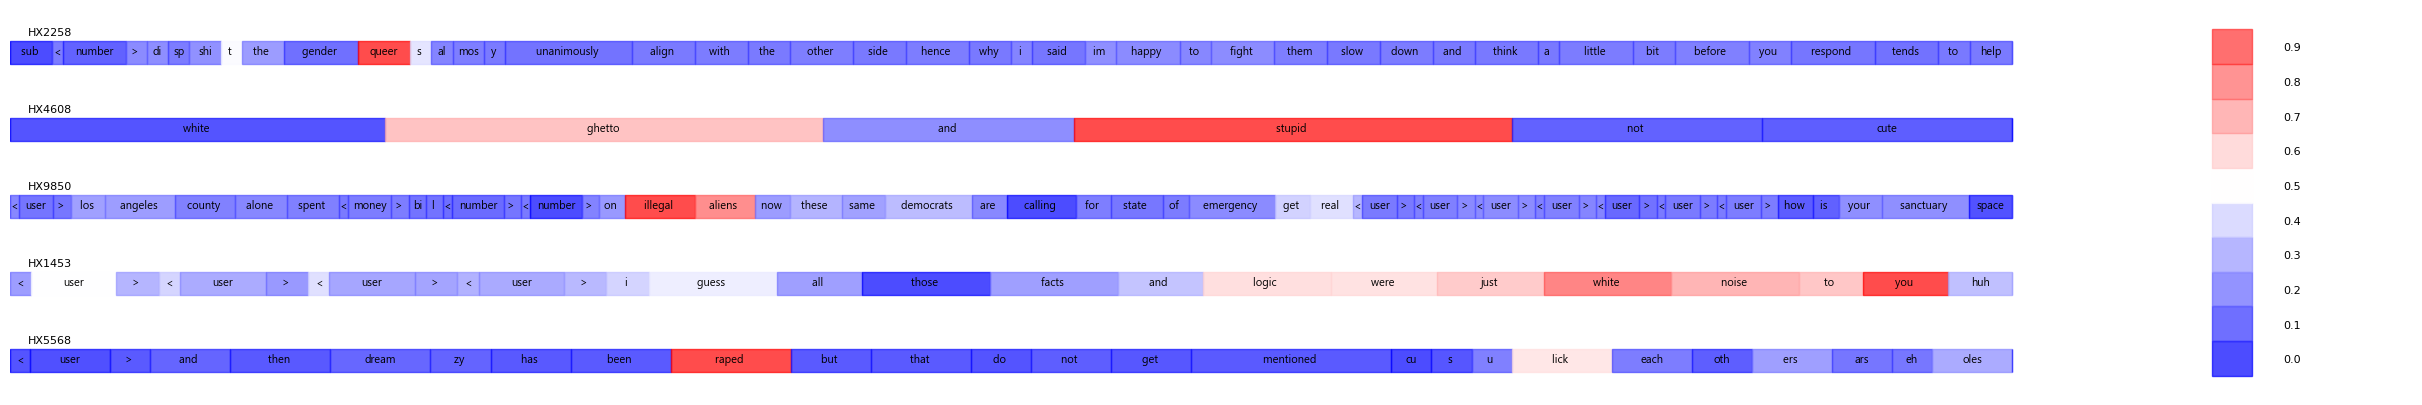 HX2258
sub < number > di sp shi t the gender queer s al mos y unanimously align with the other side hence why i said im happy to fight them slow down and think a little bit before you respond tends to help
HX4608
white ghetto and stupid not cute
HX9850
< user > los angeles county alone spent < money > bi l < number > < number > on illegal aliens now these same democrats are calling for state of emergency get real < user > < user > < user > < user > < user > < user > < user > how is your sanctuary space
HX1453
< user > < user > < user > < user > i guess all those facts and logic were just white noise to you huh
HX5568
< user > and then dream zy has been raped but that do not get mentioned cu s u lick each oth ers ars eh oles
0.9
0.8
0.7
0.6
0.5
0.4
0.3
0.2
0.1
0.0